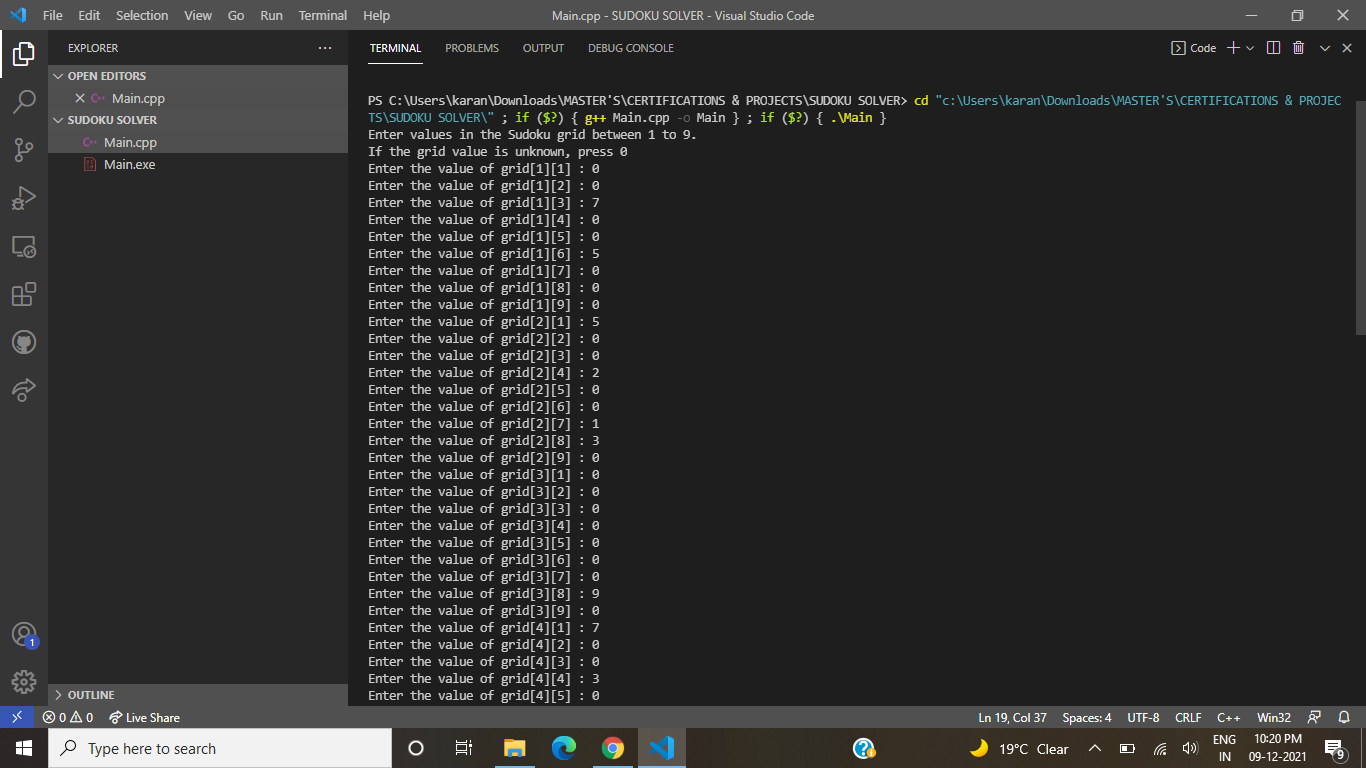 File Edit Selection View Go Run Terminal Help Main.cpp - SUDOKU SOLVER - Visual Studio Code
EXPLORER
OPEN EDITORS
Main.cpp
SUDOKU SOLVER
Main.cpp
Main.exe
OUTLINE
TERMINAL PROBLEMS OUTPUT DEBUG CONSOLE Code
PS C:\Users\karan\Downloads\MASTER'S\CERTIFICATIONS & PROJECTS\SUDOKU SOLVER> cd "c:\Users\karan\Downloads\MASTER'S\CERTIFICATIONS & PROJEC
TS\SUDOKU SOLVER\" ; if ($?) { g++ Main.cpp -o Main } ; if ($?) { .\Main }
Enter values in the Sudoku grid between 1 to 9.
If the grid value is unknown, press 0
Enter the value of grid[1][1] : 0
Enter the value of grid[1][2] : 0
Enter the value of grid[1][3] : 7
Enter the value of grid[1][4] : 0
Enter the value of grid[1][5] : 0
Enter the value of grid[1][6] : 5
Enter the value of grid[1][7] : 0
Enter the value of grid[1][8] : 0
Enter the value of grid[1][9] : 0
Enter the value of grid[2][1] : 5
Enter the value of grid[2][2] : 0
Enter the value of grid[2][3] : 0
Enter the value of grid[2][4] : 2
Enter the value of grid[2][5] : 0
Enter the value of grid[2][6] : 0
Enter the value of grid[2][7] : 1
Enter the value of grid[2][8] : 3
Enter the value of grid[2][9] : 0
Enter the value of grid[3][1] : 0
Enter the value of grid[3][2] : 0
Enter the value of grid[3][3] : 0
Enter the value of grid[3][4] : 0
Enter the value of grid[3][5] : 0
Enter the value of grid[3][6] : 0
Enter the value of grid[3][7] : 0
Enter the value of grid[3][8] : 9
Enter the value of grid[3][9] : 0
Enter the value of grid[4][1] : 7
Enter the value of grid[4][2] : 0
Enter the value of grid[4][3] : 0
Enter the value of grid[4][4] : 3
Enter the value of grid[4][5] : 0
1
0 0 Live Share Ln 19, Col 37 Spaces: 4 UTF-8 CRLF C++ Win32
Type here to search
19°C Clear
ENG
IN
10:20 PM
09-12-2021
9